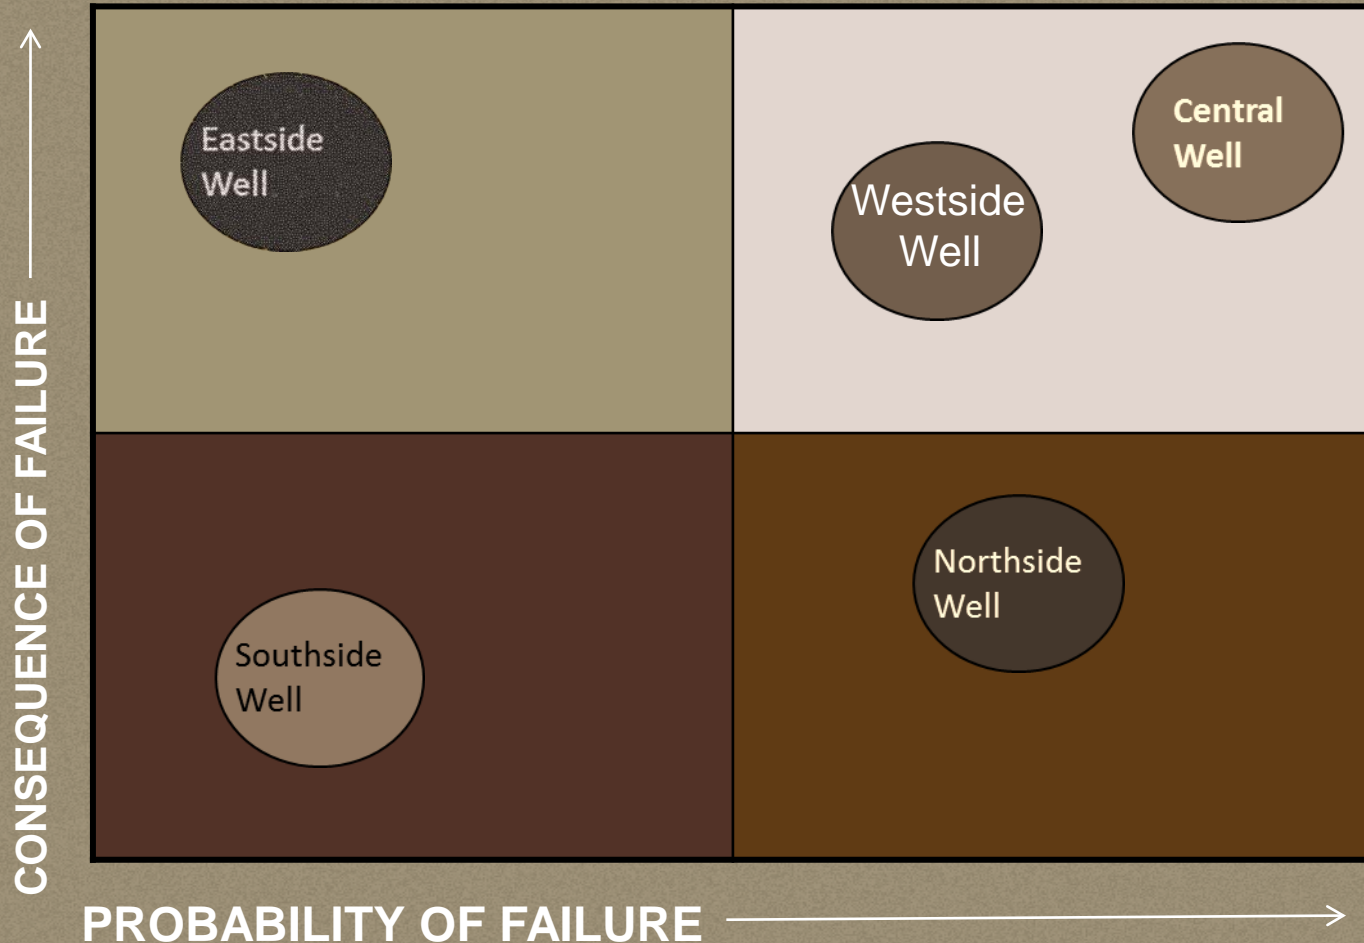 Eastside
Well
Central
Well
Westside
Well
Northside
Well
Southside
Well
CONSEQUENCE OF FAILURE
PROBABILITY OF FAILURE